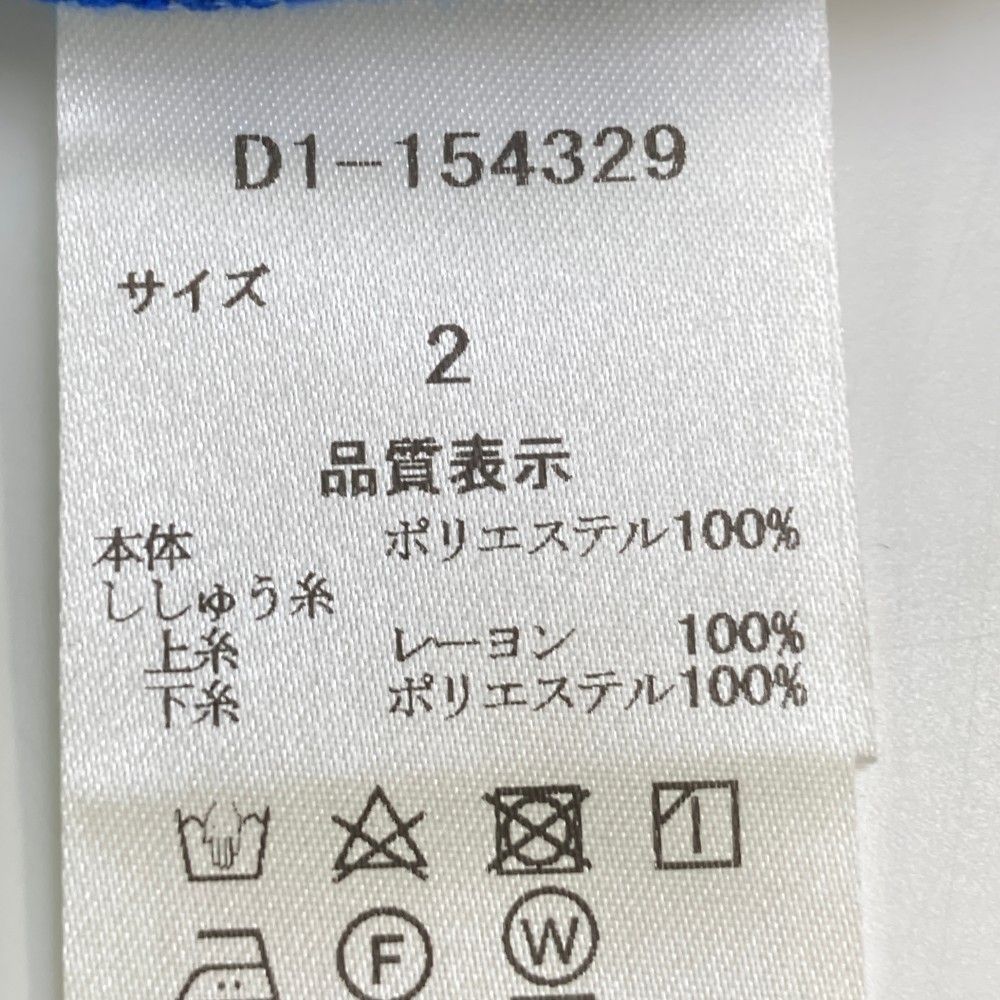 D1-154329
サイズ
2
品質表示
本体 ポリエステル100%
ししゅう糸
上糸 レーヨン 100%
下糸 ポリエステル100%
F W